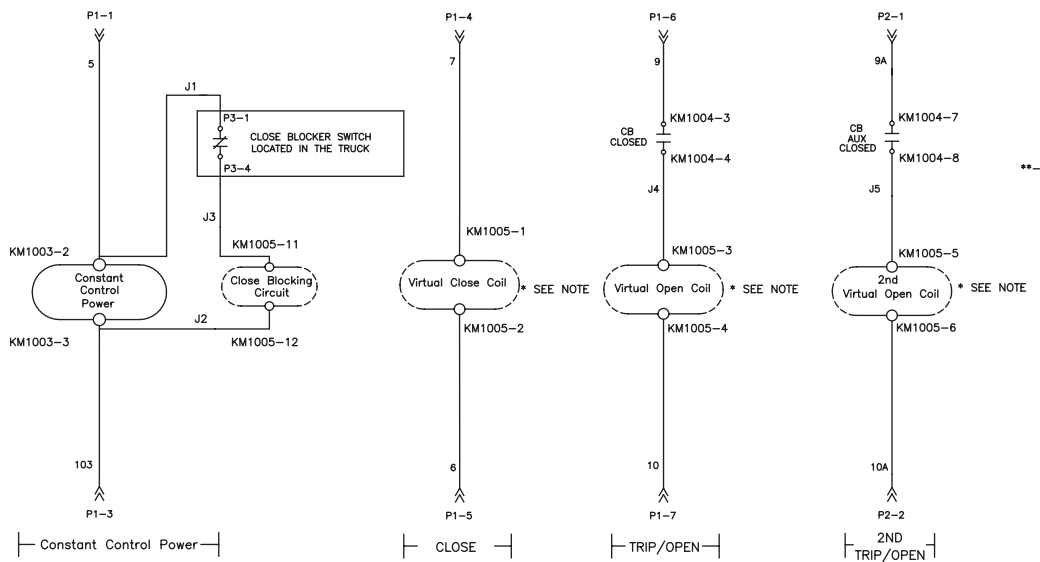 P1-1
P1-4
P1-6
P2-1
5
7
9
9A
J1
P3-1
CLOSE BLOCKER SWITCH
LOCATED IN THE TRUCK
P3-4
CB
CLOSED
KM1004-3
KM1004-4
CB
AUX
CLOSED
KM1004-7
KM1004-8
**-
J3
J4
J5
KM1003-2
KM1005-11
KM1005-1
KM1005-3
KM1005-5
Constant
Control
Power
Close Blocking
Circuit
Virtual Close Coil
* SEE NOTE
Virtual Open Coil
* SEE NOTE
2nd
Virtual Open Coil
* SEE NOTE
J2
KM1003-3
KM1005-12
KM1005-2
KM1005-4
KM1005-6
103
6
10
10A
P1-3
P1-5
P1-7
P2-2
Constant Control Power
CLOSE
TRIP/OPEN
2ND
TRIP/OPEN